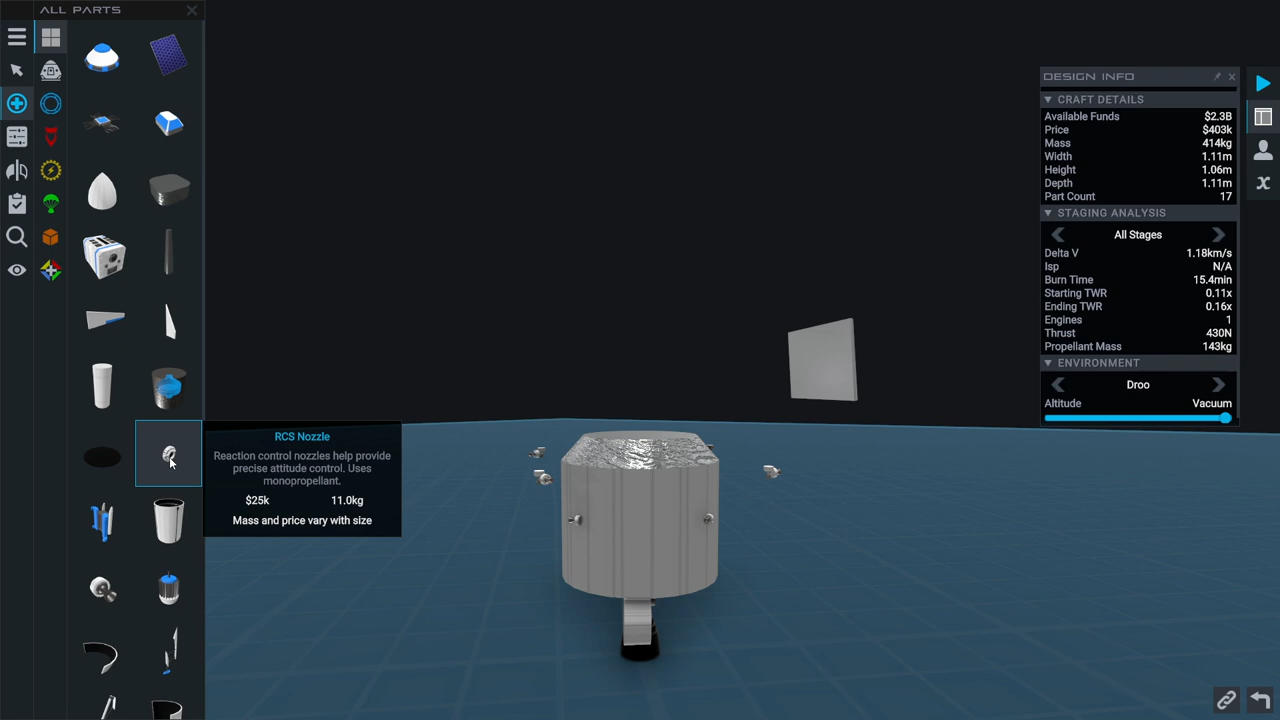 ALL PARTS
RCS Nozzle
Reaction control nozzles help provide
precise attitude control. Uses
monopropellant.
$25k 11.0kg
Mass and price vary with size
DESIGN INFO
CRAFT DETAILS
Available Funds $2.3B
Price $403k
Mass 414kg
Width 1.11m
Height 1.06m
Depth 1.11m
Part Count 17
STAGING ANALYSIS
All Stages
Delta V 1.18km/s
Isp N/A
Burn Time 15.4min
Starting TWR 0.11x
Ending TWR 0.16x
Engines 1
Thrust 430N
Propellant Mass 143kg
ENVIRONMENT
Droo
Altitude Vacuum
x